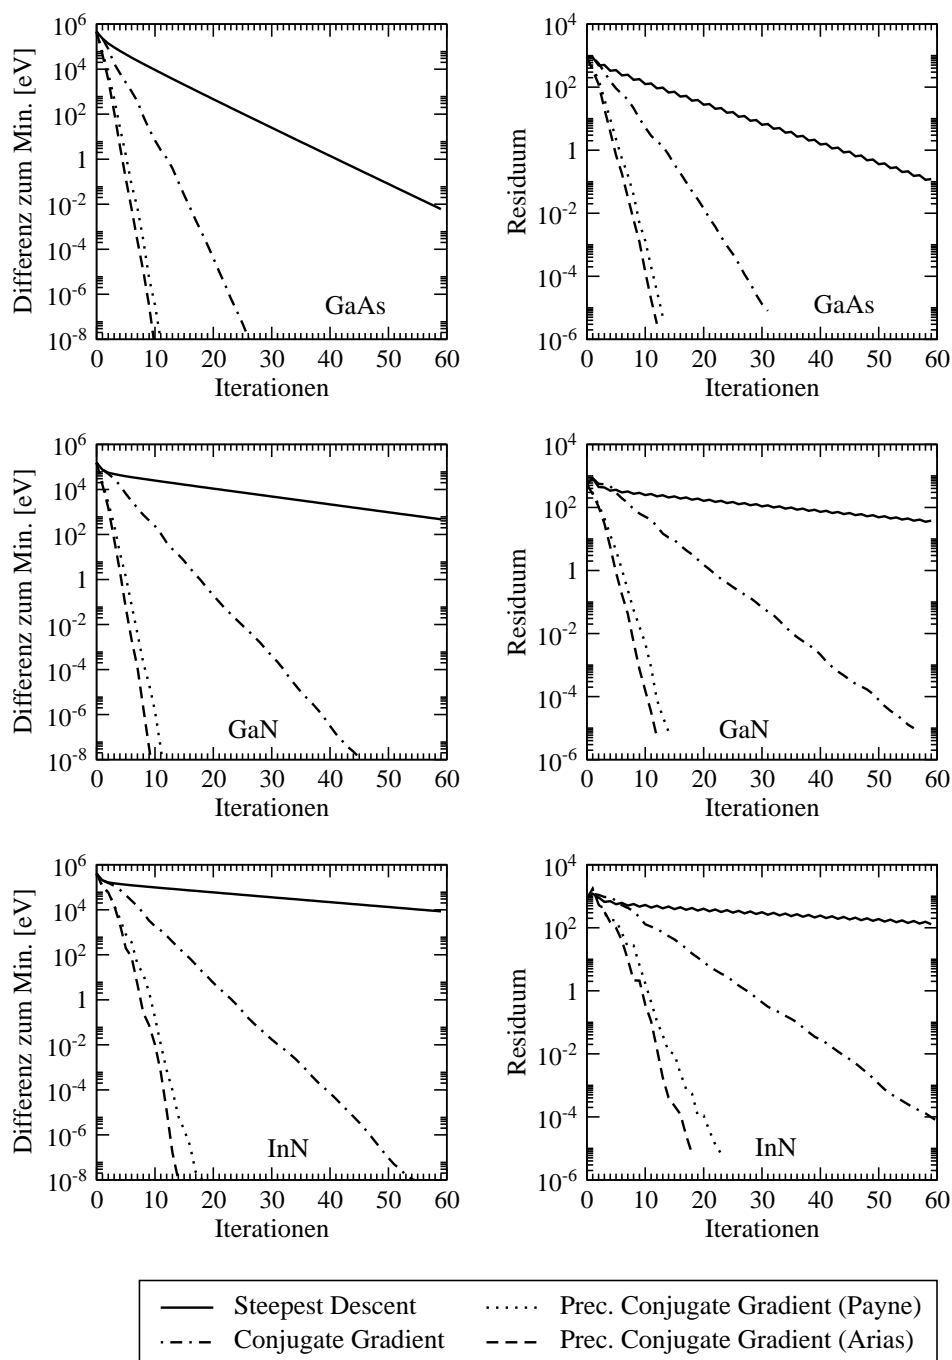 10^6
10^4
10^2
1
10^-2
10^-4
10^-6
10^-8
Differenz zum Min. [eV]
GaAs
0 10 20 30 40 50 60
Iterationen
10^4
10^2
1
10^-2
10^-4
10^-6
Residuum
GaAs
0 10 20 30 40 50 60
Iterationen
10^6
10^4
10^2
1
10^-2
10^-4
10^-6
10^-8
Differenz zum Min. [eV]
GaN
0 10 20 30 40 50 60
Iterationen
10^4
10^2
1
10^-2
10^-4
10^-6
Residuum
GaN
0 10 20 30 40 50 60
Iterationen
10^6
10^4
10^2
1
10^-2
10^-4
10^-6
10^-8
Differenz zum Min. [eV]
InN
0 10 20 30 40 50 60
Iterationen
10^4
10^2
1
10^-2
10^-4
10^-6
Residuum
InN
0 10 20 30 40 50 60
Iterationen
Steepest Descent
Conjugate Gradient
Prec. Conjugate Gradient (Payne)
Prec. Conjugate Gradient (Arias)